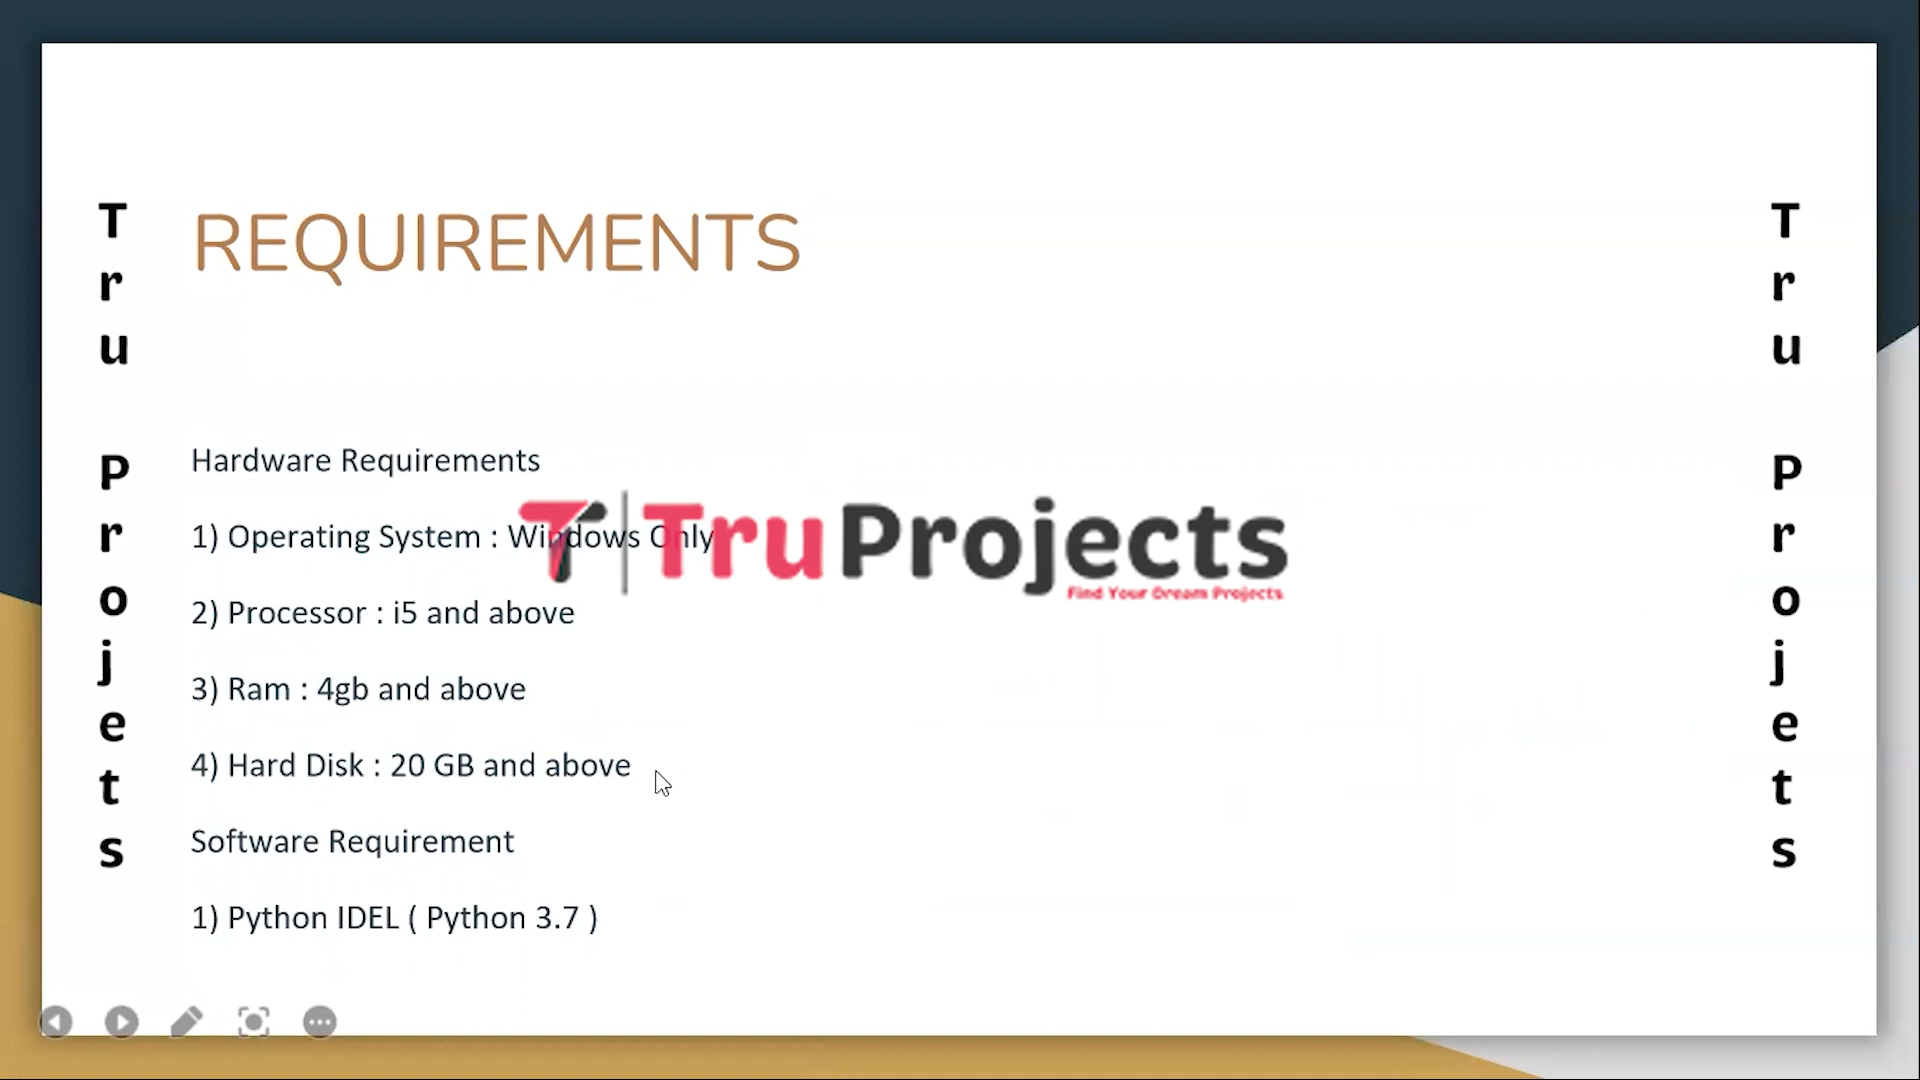 REQUIREMENTS
Hardware Requirements
1) Operating System : Windows Only
2) Processor : i5 and above
3) Ram : 4gb and above
4) Hard Disk : 20 GB and above
Software Requirement
1) Python IDEL ( Python 3.7 )
TruProjects
Find Your Dream Projects
Tru Projets
Tru Projets